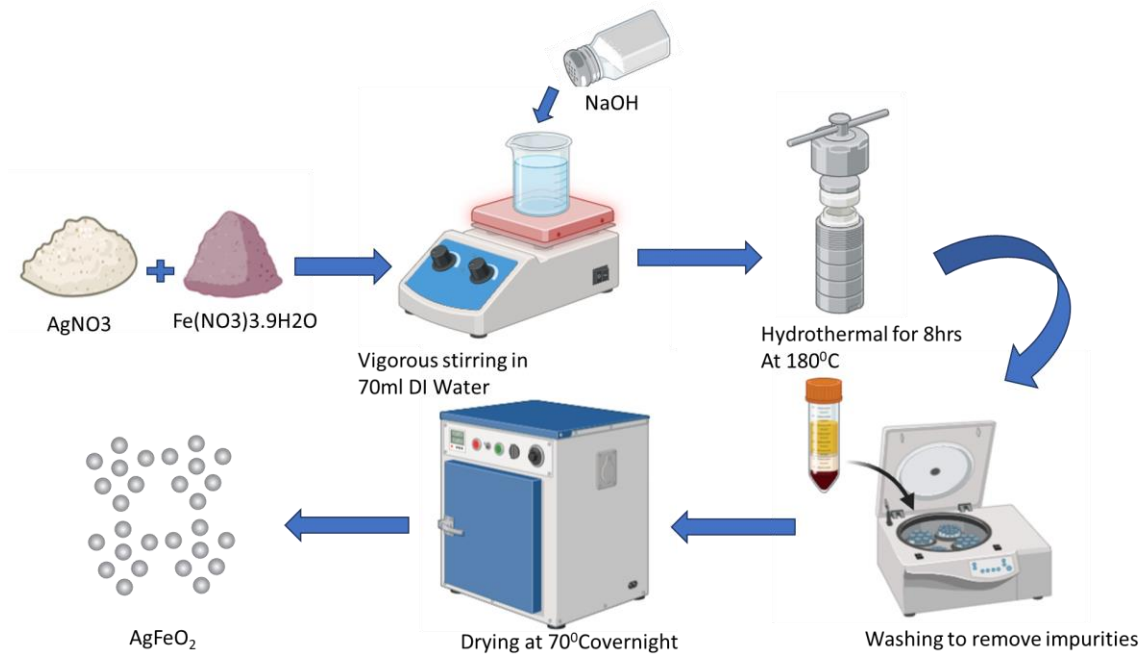 NaOH
AgNO3
Fe(NO3)3.9H2O
Vigorous stirring in
70ml DI Water
Hydrothermal for 8hrs
At 180⁰C
Washing to remove impurities
Drying at 70⁰Covernight
AgFeO₂